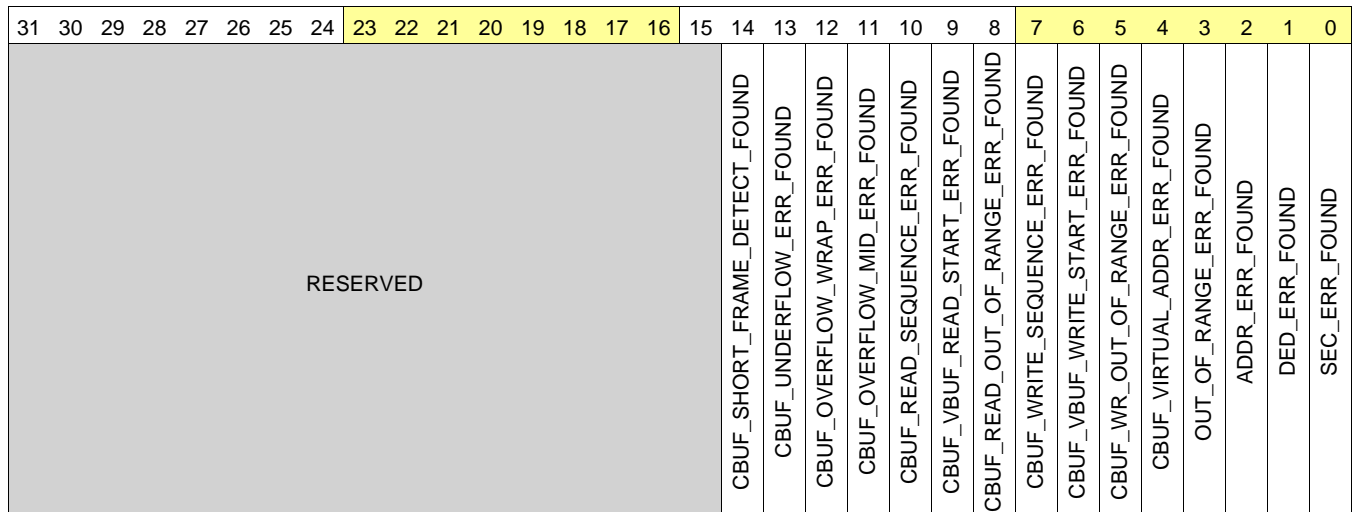 31 30 29 28 27 26 25 24 23 22 21 20 19 18 17 16 15 14 13 12 11 10 9 8 7 6 5 4 3 2 1 0
RESERVED
CBUF_SHORT_FRAME_DETECT_FOUND
CBUF_UNDERFLOW_ERR_FOUND
CBUF_OVERFLOW_WRAP_ERR_FOUND
CBUF_OVERFLOW_MID_ERR_FOUND
CBUF_READ_SEQUENCE_ERR_FOUND
CBUF_VBUF_READ_START_ERR_FOUND
CBUF_READ_OUT_OF_RANGE_ERR_FOUND
CBUF_WRITE_SEQUENCE_ERR_FOUND
CBUF_VBUF_WRITE_START_ERR_FOUND
CBUF_WR_OUT_OF_RANGE_ERR_FOUND
CBUF_VIRTUAL_ADDR_ERR_FOUND
OUT_OF_RANGE_ERR_FOUND
ADDR_ERR_FOUND
DED_ERR_FOUND
SEC_ERR_FOUND